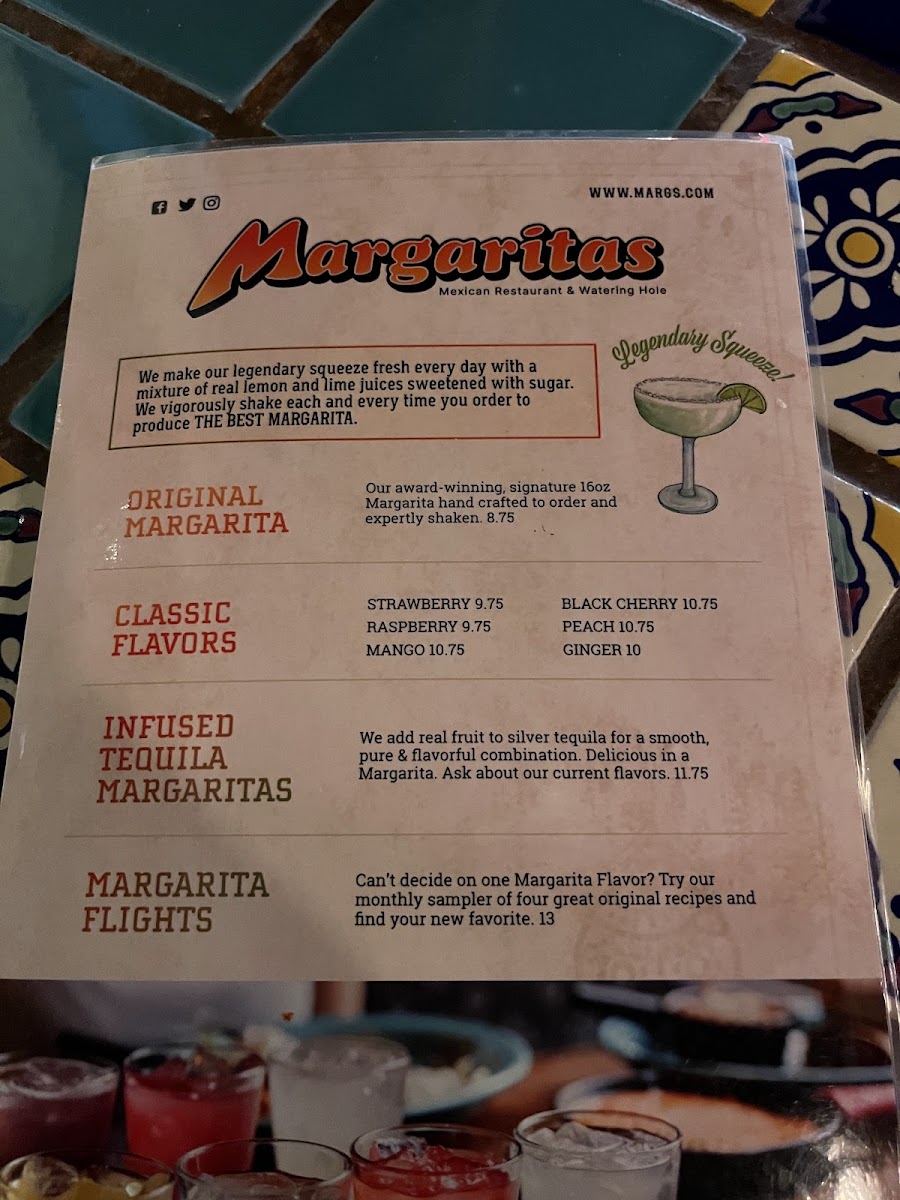 WWW.MARGS.COM
Margaritas
Mexican Restaurant & Watering Hole
Legendary Squeeze!
We make our legendary squeeze fresh every day with a
mixture of real lemon and lime juices sweetened with sugar.
We vigorously shake each and every time you order to
produce THE BEST MARGARITA.
ORIGINAL
MARGARITA
Our award-winning, signature 16oz
Margarita hand crafted to order and
expertly shaken. 8.75
CLASSIC
FLAVORS
STRAWBERRY 9.75
RASPBERRY 9.75
MANGO 10.75
BLACK CHERRY 10.75
PEACH 10.75
GINGER 10
INFUSED
TEQUILA
MARGARITAS
We add real fruit to silver tequila for a smooth,
pure & flavorful combination. Delicious in a
Margarita. Ask about our current flavors. 11.75
MARGARITA
FLIGHTS
Can't decide on one Margarita Flavor? Try our
monthly sampler of four great original recipes and
find your new favorite. 13